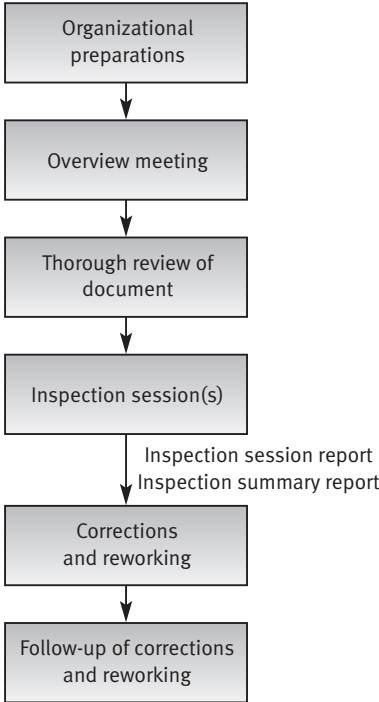 Organizational
preparations
Overview meeting
Thorough review of
document
Inspection session(s)
Inspection session report
Inspection summary report
Corrections
and reworking
Follow-up of corrections
and reworking